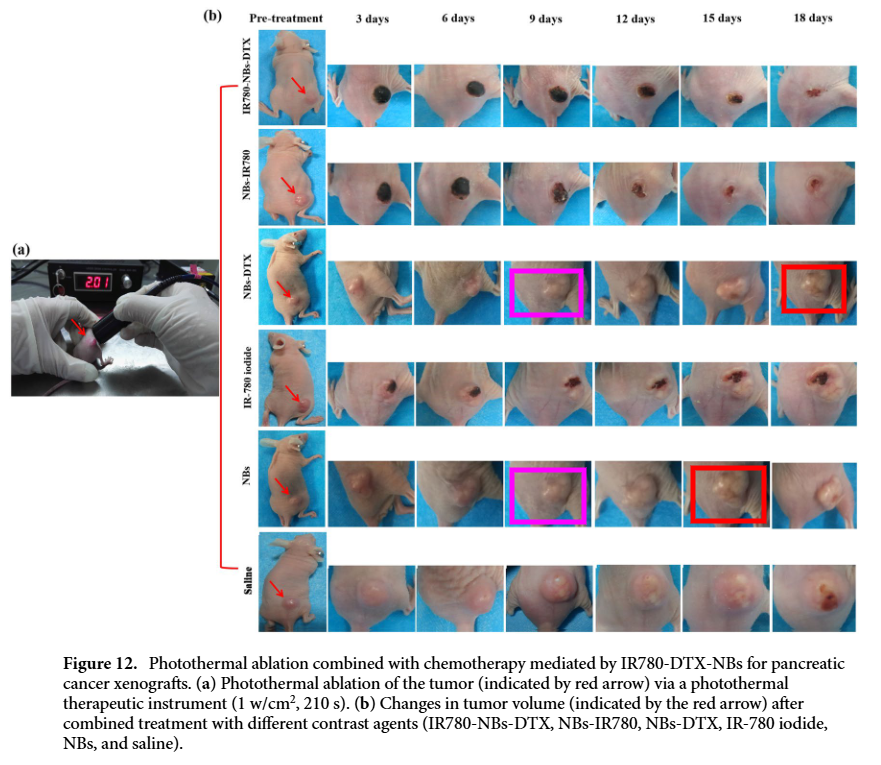 (b) Pre-treatment 3 days 6 days 9 days 12 days 15 days 18 days
IR780-NBs-DTX
NBs-IR780
NBs-DTX
(a)
2.01
IR-780 iodide
NBs
Saline
Figure 12. Photothermal ablation combined with chemotherapy mediated by IR780-DTX-NBs for pancreatic
cancer xenografts. (a) Photothermal ablation of the tumor (indicated by red arrow) via a photothermal
therapeutic instrument (1 w/cm², 210 s). (b) Changes in tumor volume (indicated by the red arrow) after
combined treatment with different contrast agents (IR780-NBs-DTX, NBs-IR780, NBs-DTX, IR-780 iodide,
NBs, and saline).